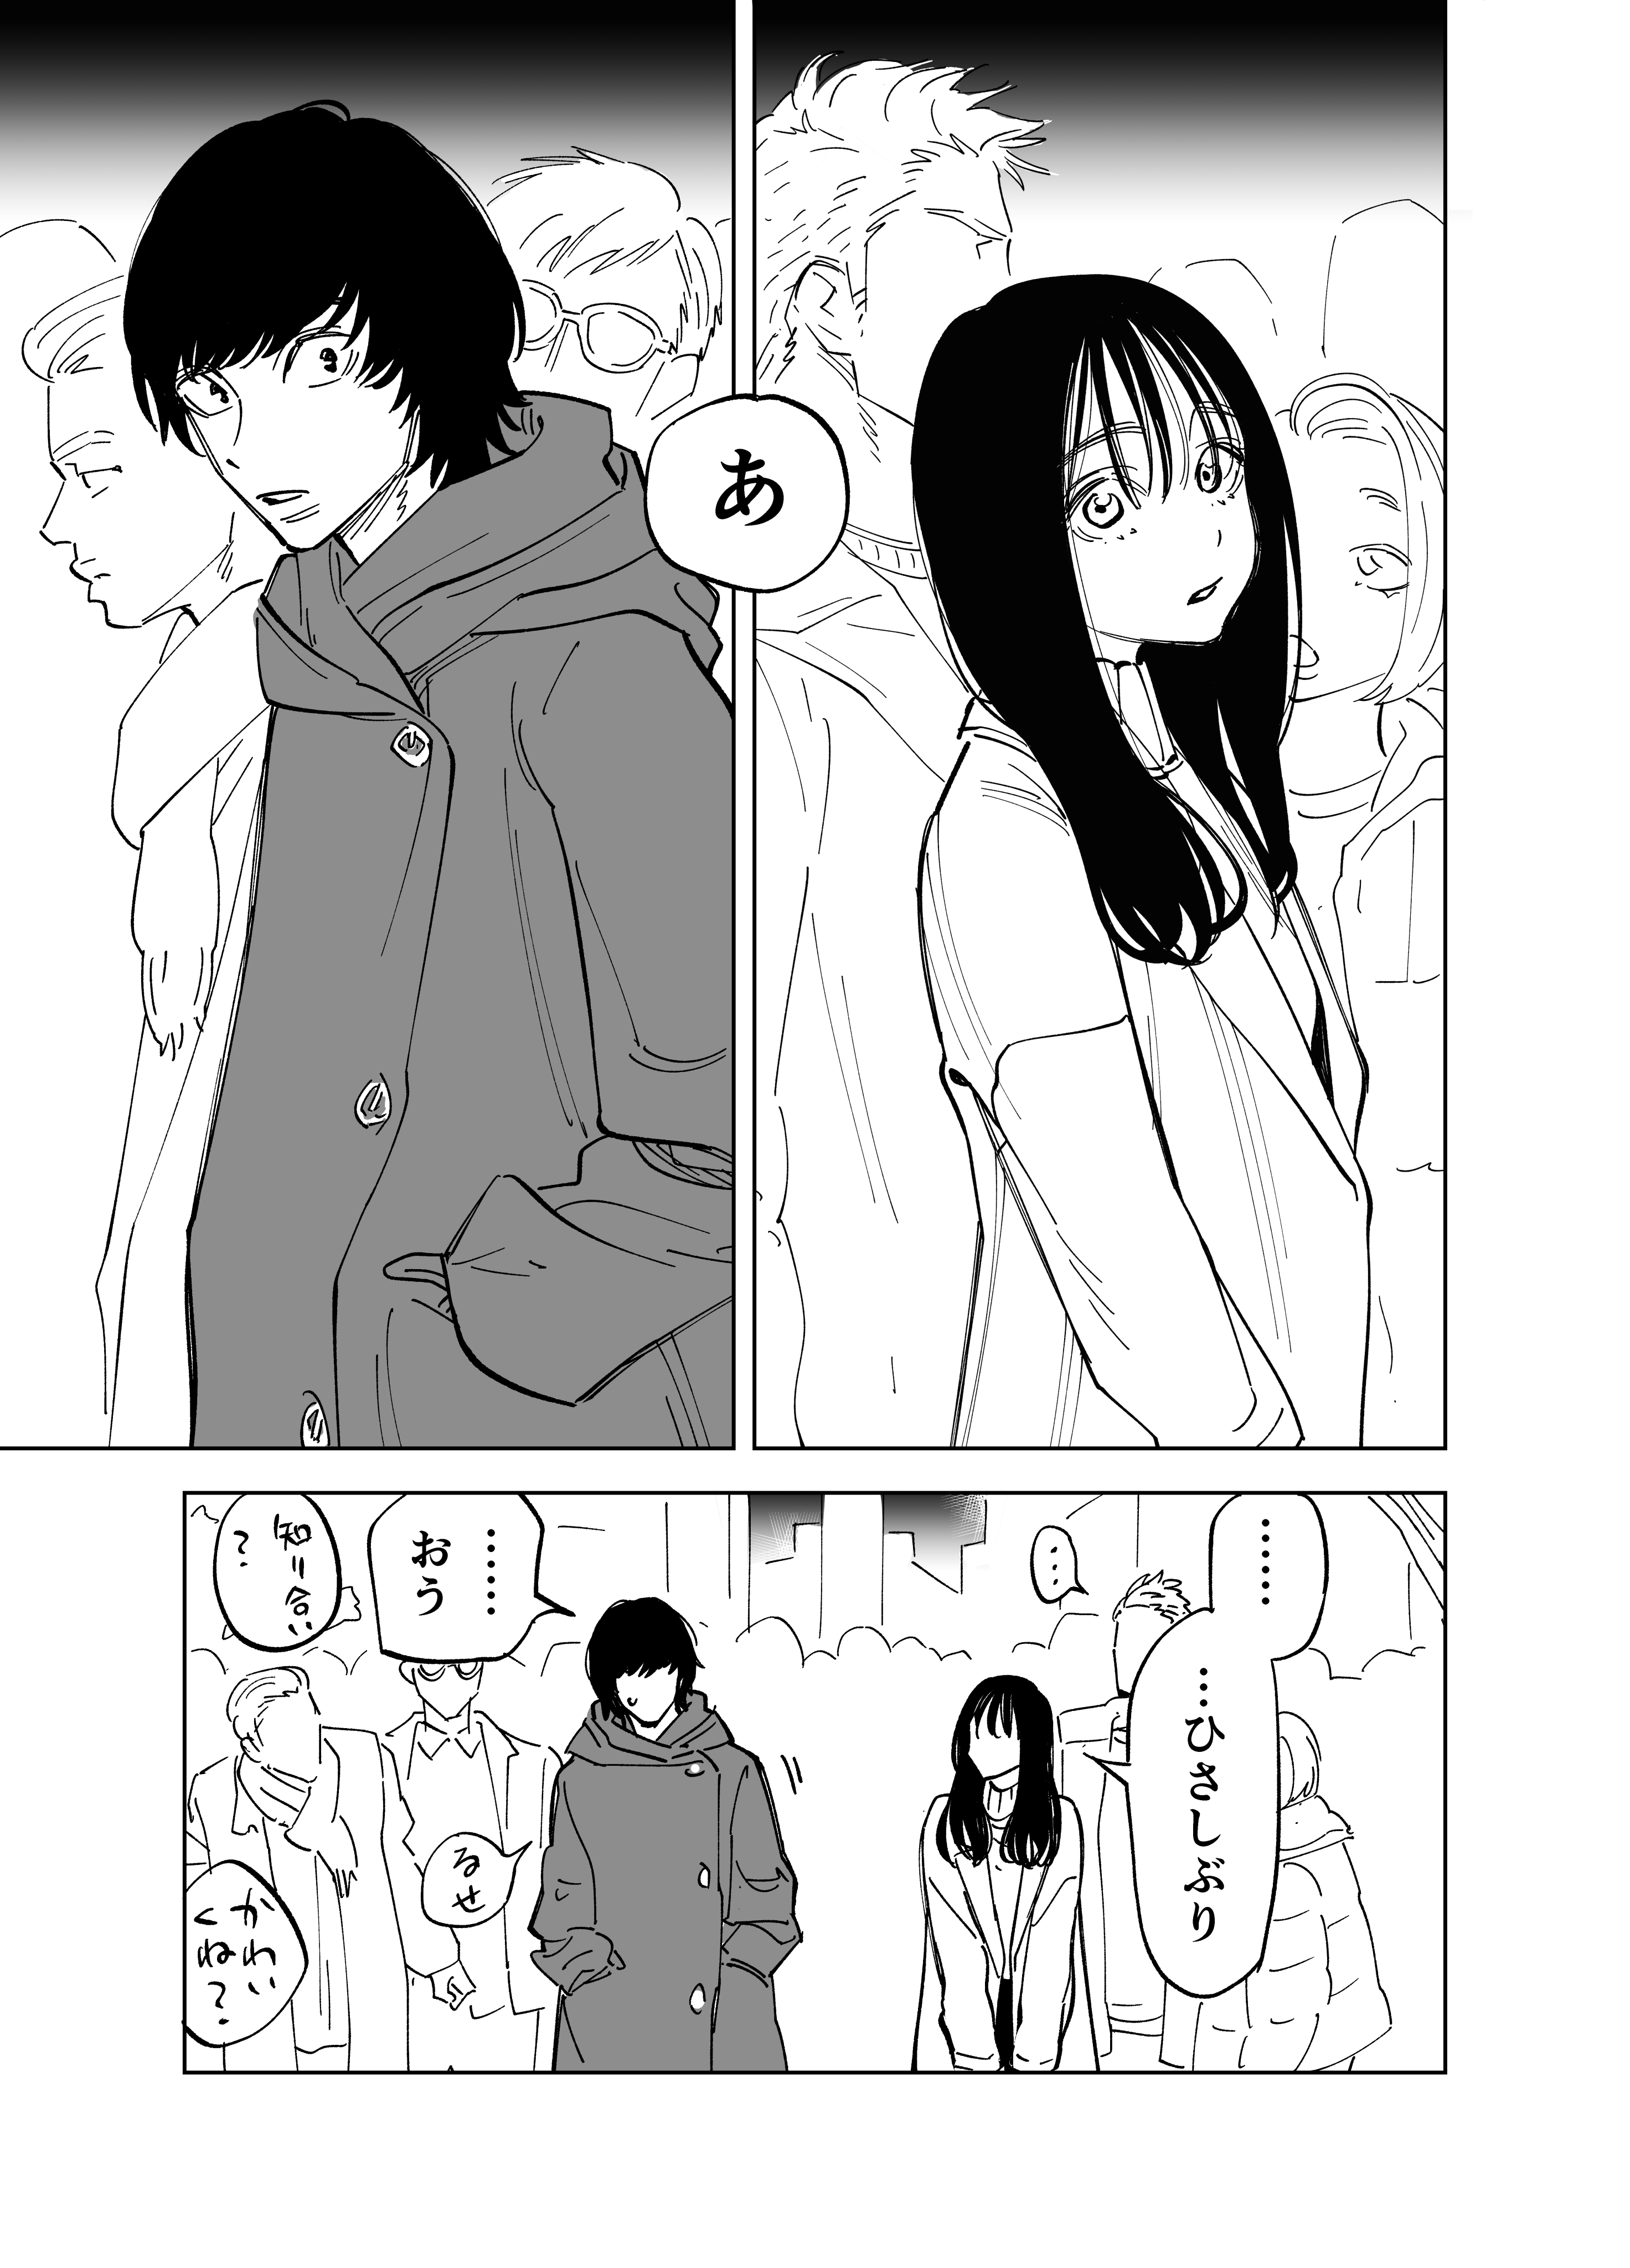 あ
……
……ひさしぶり
…
……
おう
知り合い
？
るせ
かわい
くね？